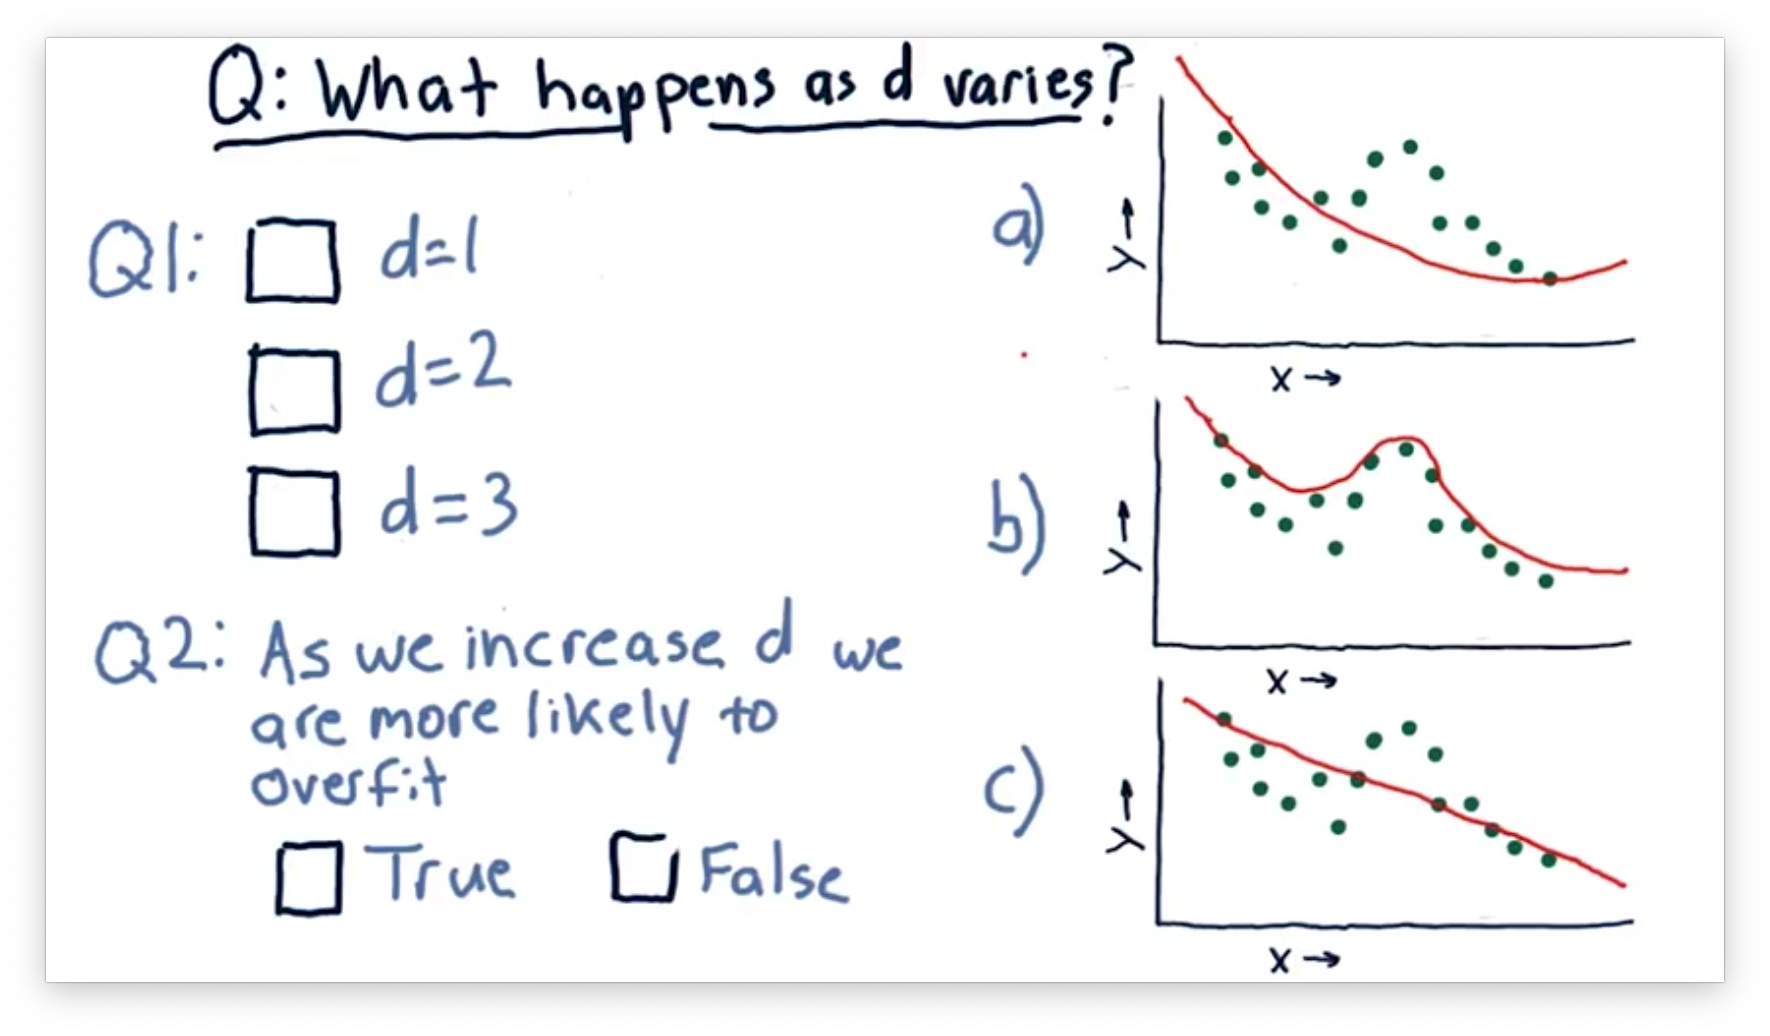 Q: What happens as d varies?
Q1: d=1
d=2
d=3
Q2: As we increase d we
are more likely to
overfit
True False
a)
Y →
X →
b)
Y →
X →
c)
Y →
X →